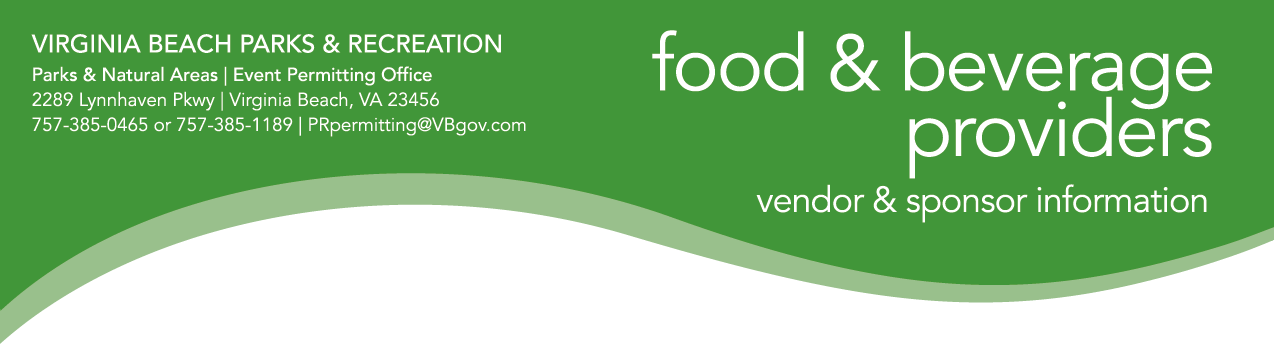 VIRGINIA BEACH PARKS & RECREATION
Parks & Natural Areas | Event Permitting Office
2289 Lynnhaven Pkwy | Virginia Beach, VA 23456
757-385-0465 or 757-385-1189 | PRpermitting@VBgov.com
food & beverage
providers
vendor & sponsor information